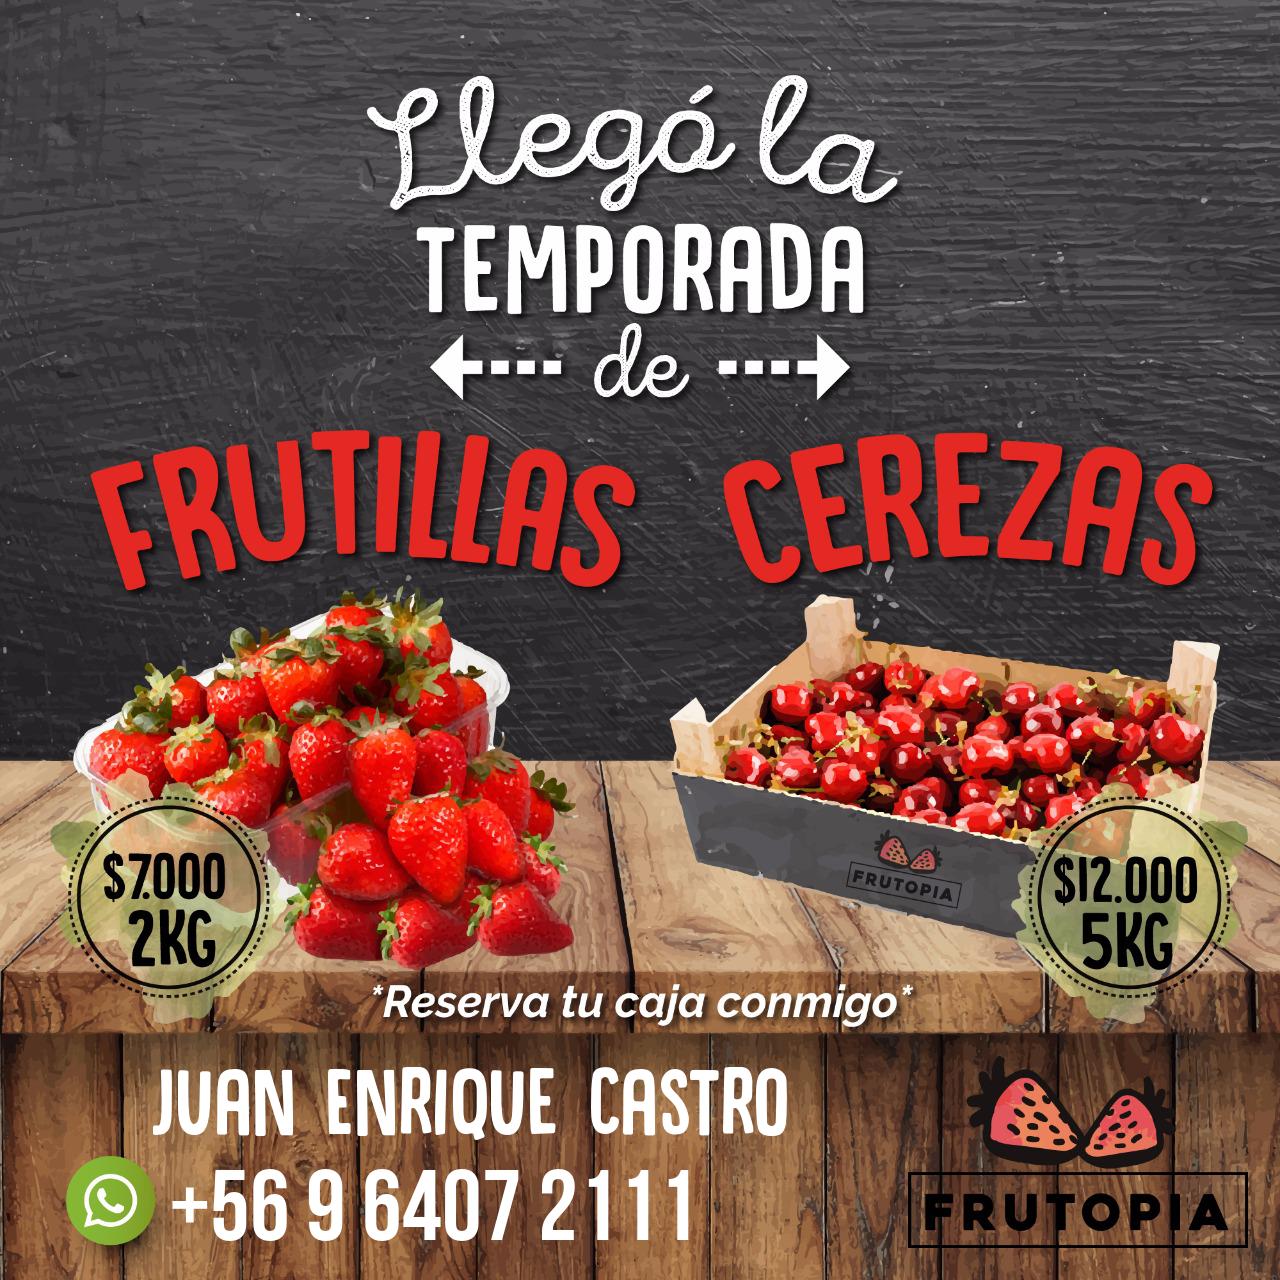 Llegó la
TEMPORADA
de
FRUTILLAS CEREZAS
FRUTOPIA
$7.000
2KG
$12.000
5KG
*Reserva tu caja conmigo*
JUAN ENRIQUE CASTRO
+56 9 6407 2111
FRUTOPIA